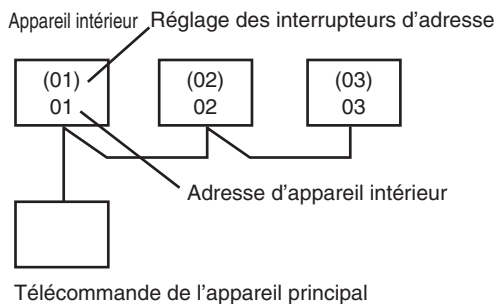 Appareil intérieur Réglage des interrupteurs d'adresse
(01) (02) (03)
01 02 03
Adresse d'appareil intérieur
Télécommande de l'appareil principal